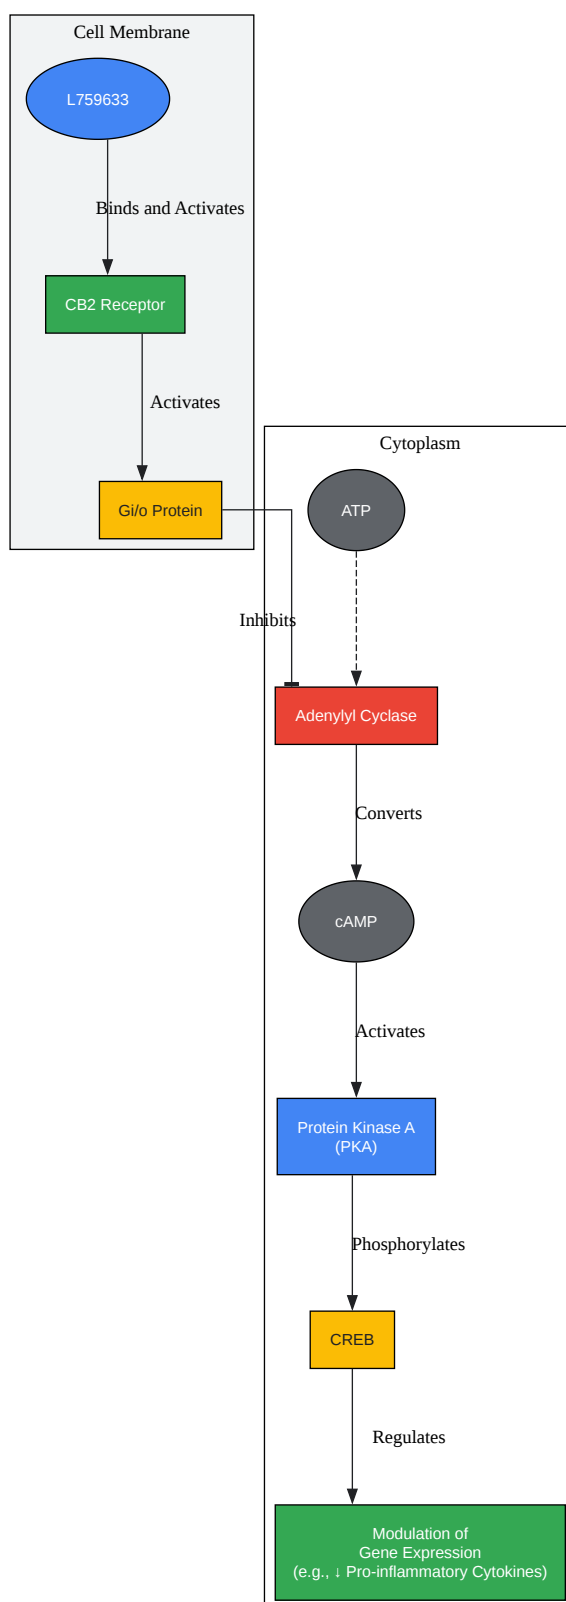 Cell Membrane
L759633
Binds and Activates
CB2 Receptor
Activates
Gi/o Protein
Cytoplasm
ATP
Inhibits
Adenylyl Cyclase
Converts
cAMP
Activates
Protein Kinase A
(PKA)
Phosphorylates
CREB
Regulates
Modulation of
Gene Expression
(e.g., ↓ Pro-inflammatory Cytokines)